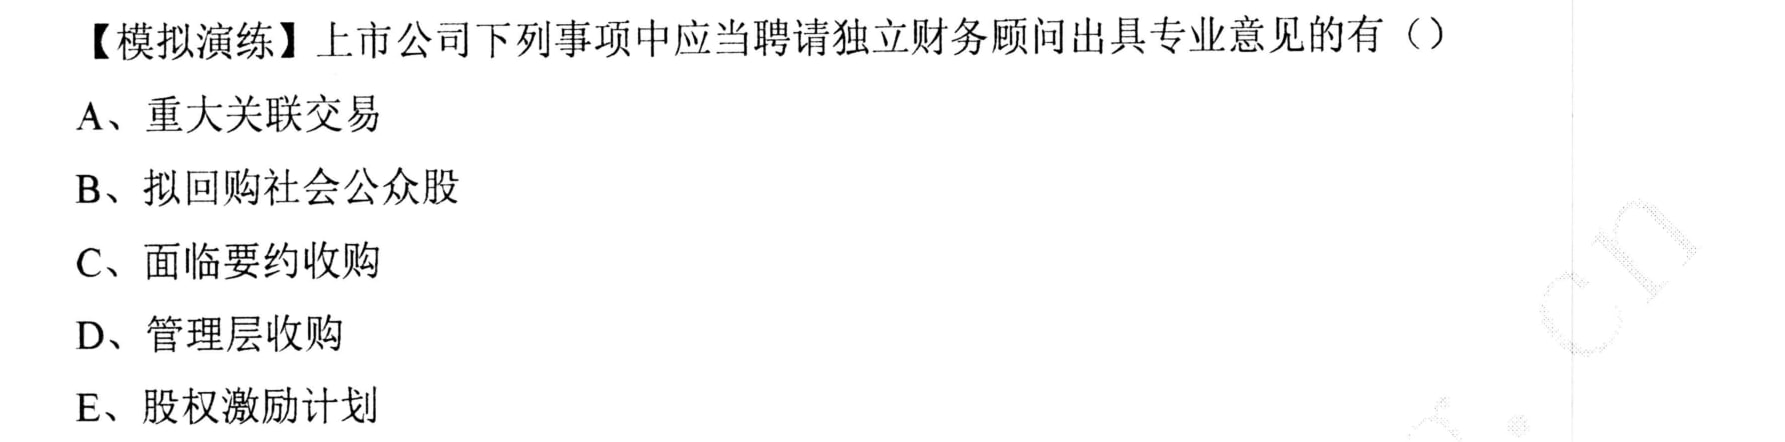 【模拟演练】上市公司下列事项中应当聘请独立财务顾问出具专业意见的有（）
A、重大关联交易
B、拟回购社会公众股
C、面临要约收购
D、管理层收购
E、股权激励计划
cn